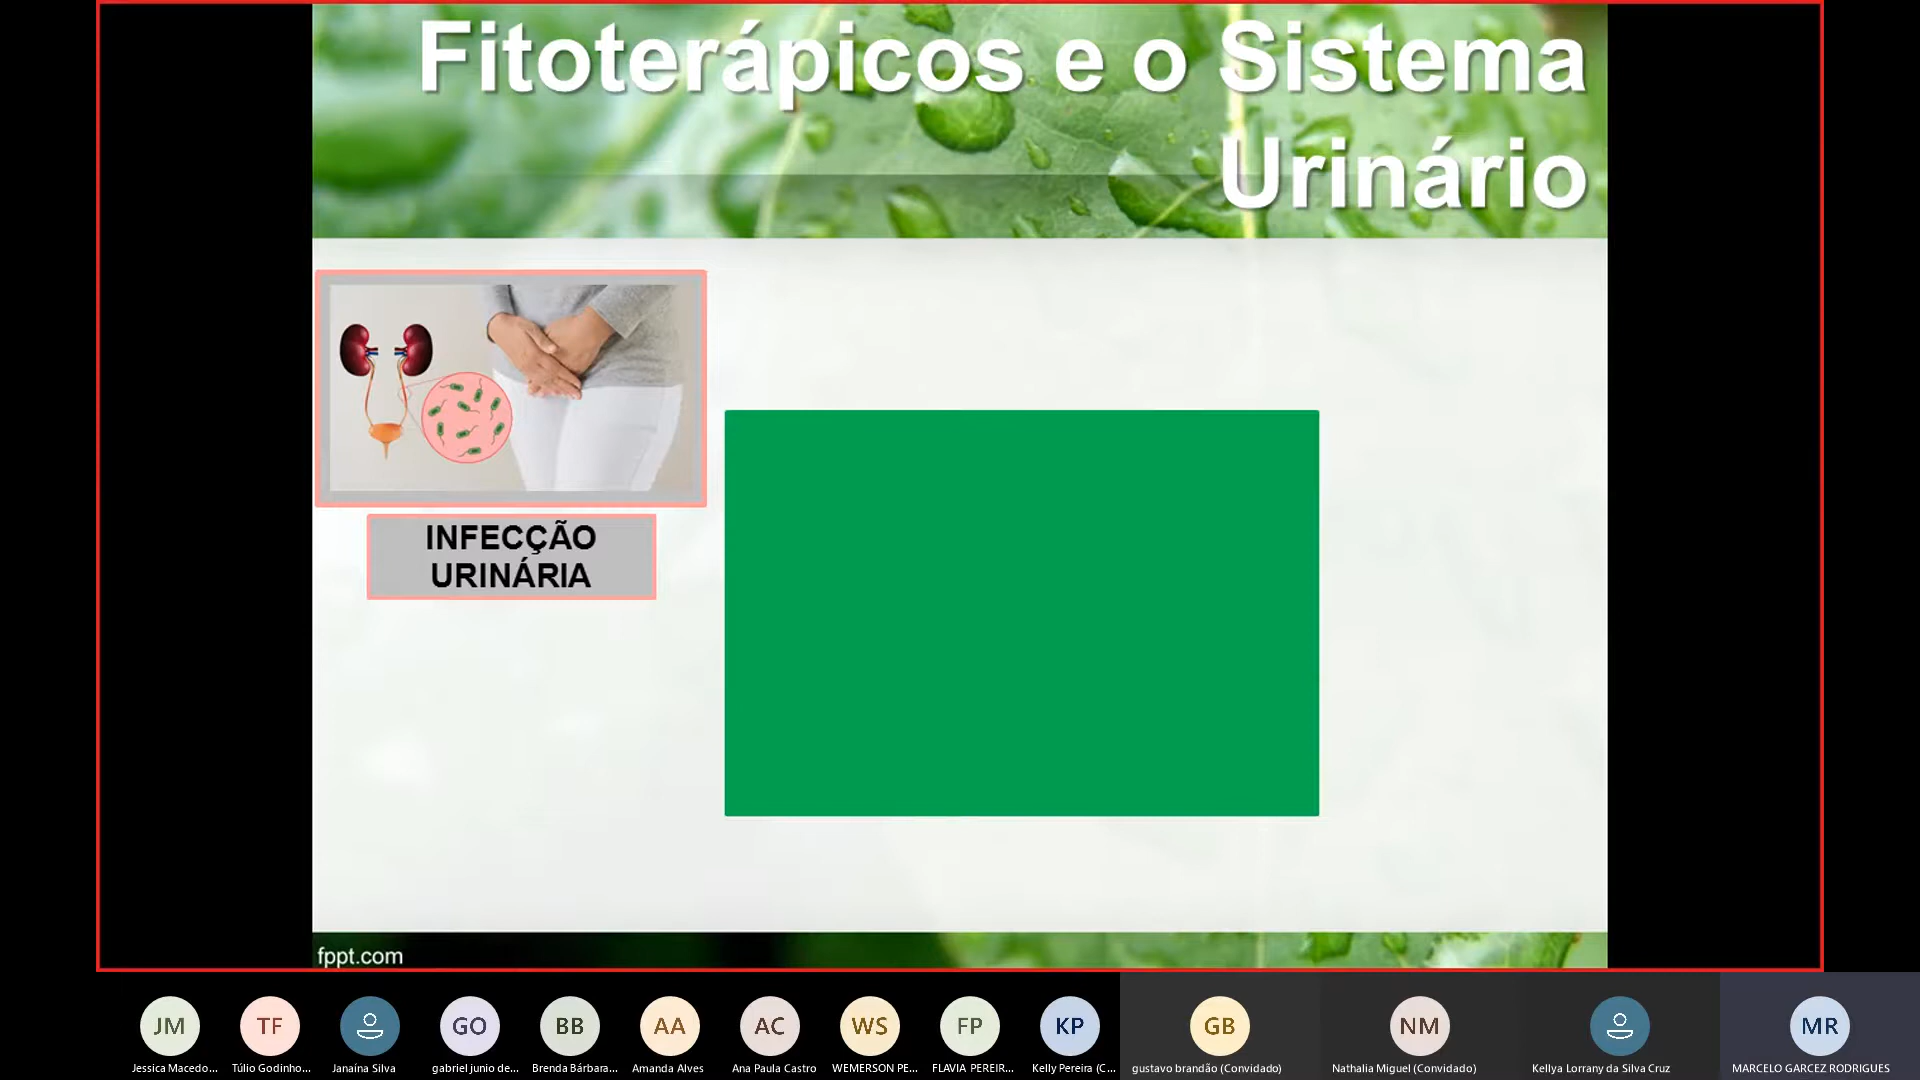 Fitoterápicos e o Sistema
Urinário
INFECÇÃO
URINÁRIA
fppt.com
JM
TF
GO
BB
AA
AC
WS
FP
KP
GB
NM
MR
Jessica Macedo...
Túlio Godinho...
Janaína Silva
gabriel junio de...
Brenda Bárbara...
Amanda Alves
Ana Paula Castro
WEMERSON PE...
FLAVIA PEREIR...
Kelly Pereira (C...
gustavo brandão (Convidado)
Nathalia Miguel (Convidado)
Kellya Lorrany da Silva Cruz
MARCELO GARCEZ RODRIGUES